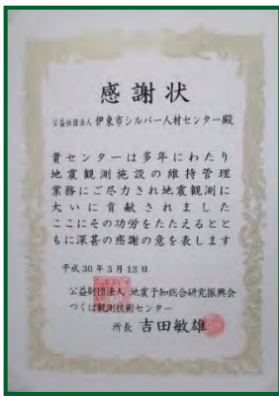 感謝状
公益社団法人 伊東市シルバー人材センター殿
貴センターは多年にわたり
地震観測施設の維持管理
業務にご尽力され地震観測に
大いに貢献されました
ここにその功労をたたえるとと
もに深甚の感謝の意を表します
平成30年3月13日
公益財団法人 地震予知総合研究振興会
つくば観測技術センター
所長 吉田敏雄